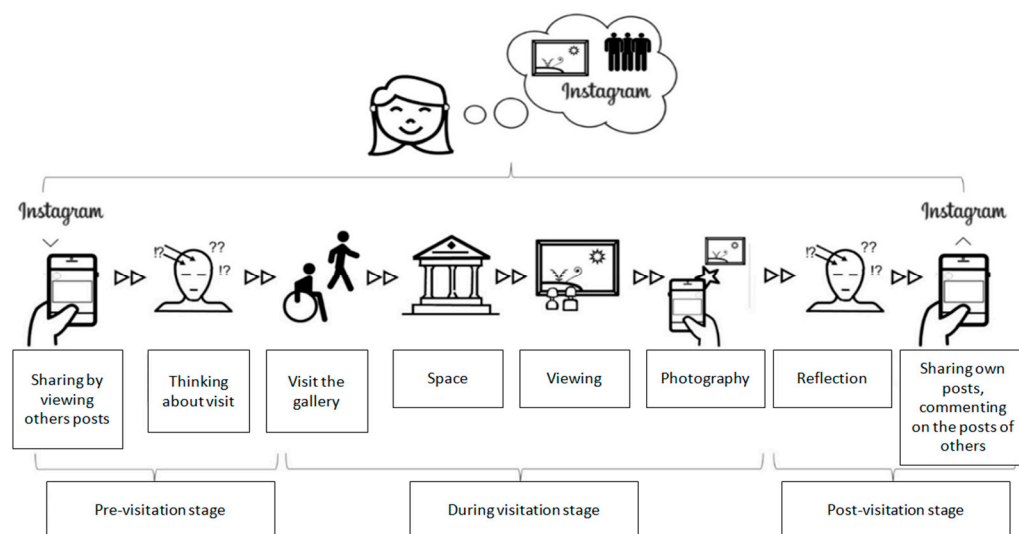 Instagram
Instagram
Instagram
!?
??
!?
!?
??
!?
Sharing by
viewing
others posts
Thinking
about visit
Visit the
gallery
Space
Viewing
Photography
Reflection
Sharing own
posts,
commenting
on the posts of
others
Pre-visitation stage
During visitation stage
Post-visitation stage